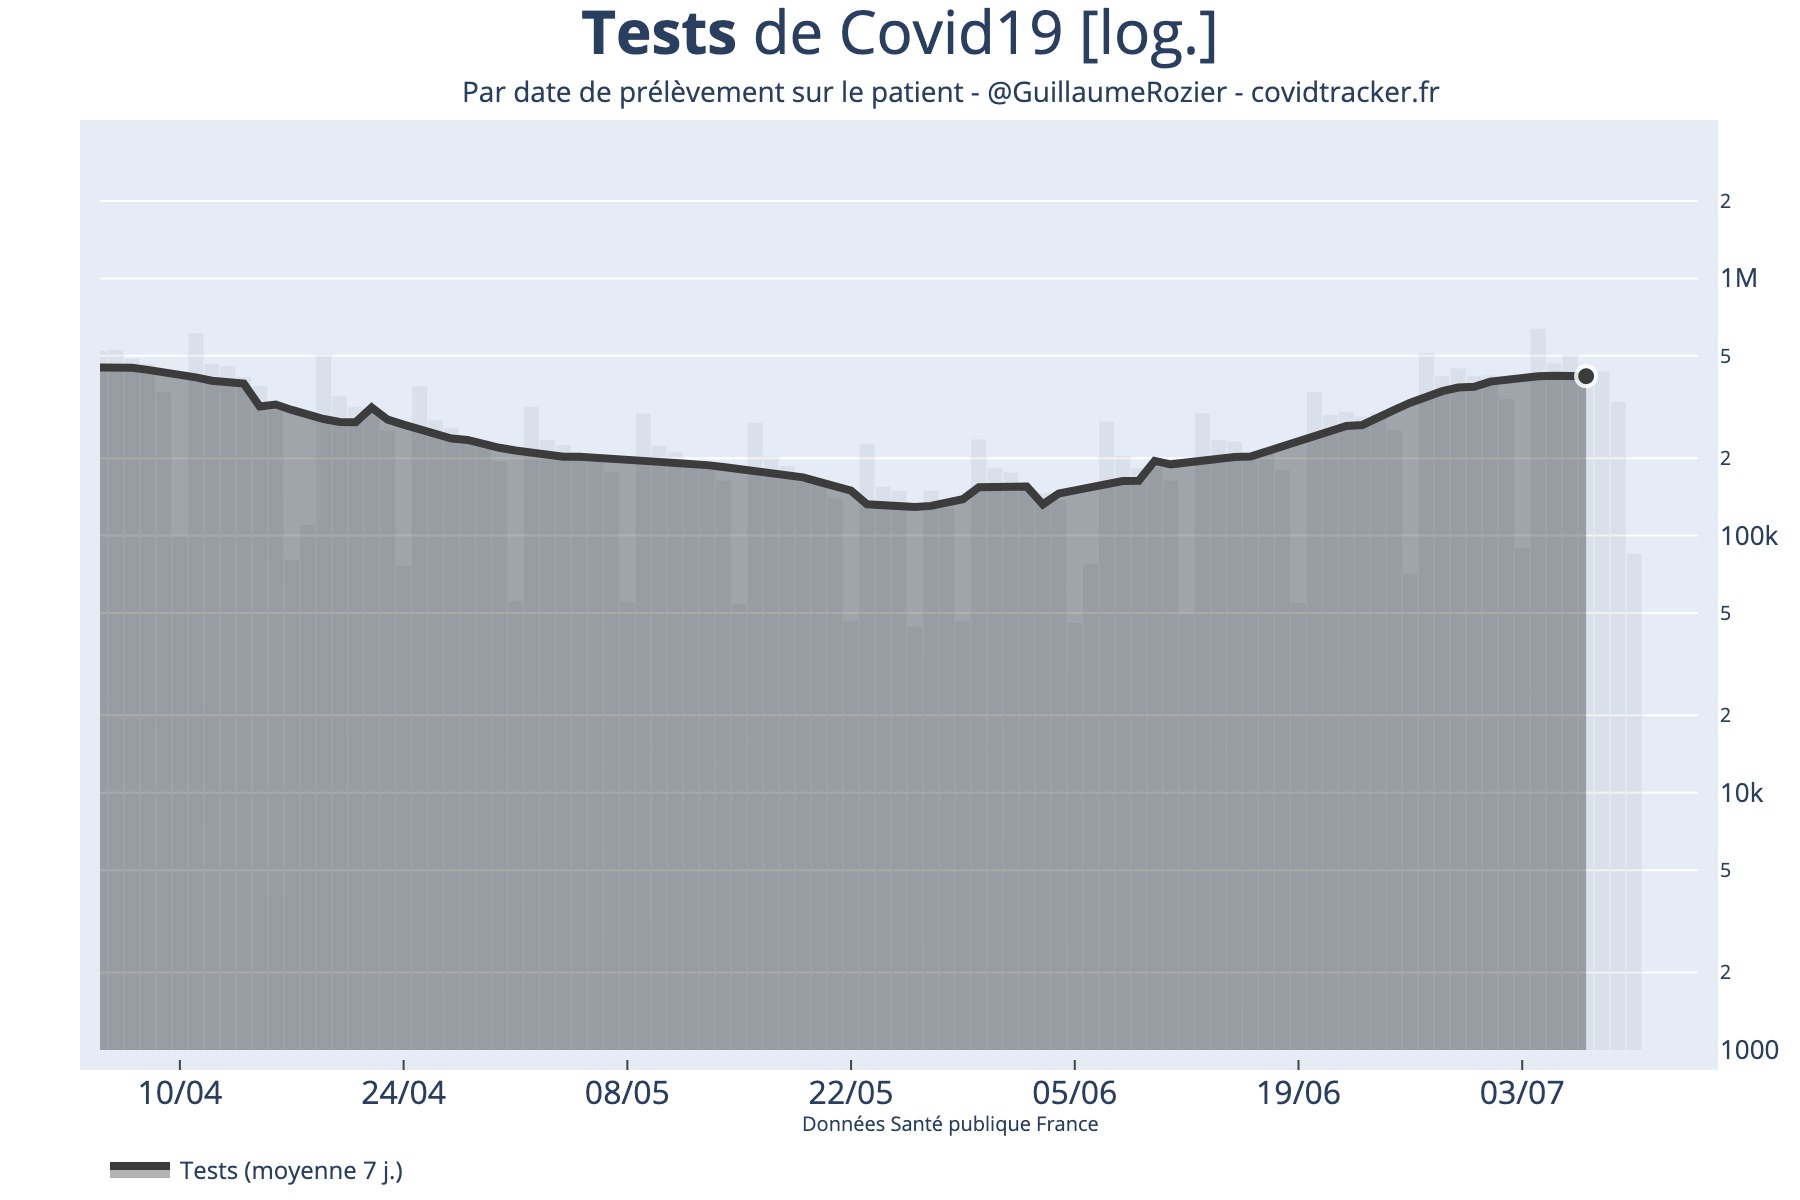 Tests de Covid19 [log.]
Par date de prélèvement sur le patient - @GuillaumeRozier - covidtracker.fr
2
1M
5
2
100k
5
2
10k
5
2
1000
10/04 24/04 08/05 22/05 05/06 19/06 03/07
Données Santé publique France
Tests (moyenne 7 j.)